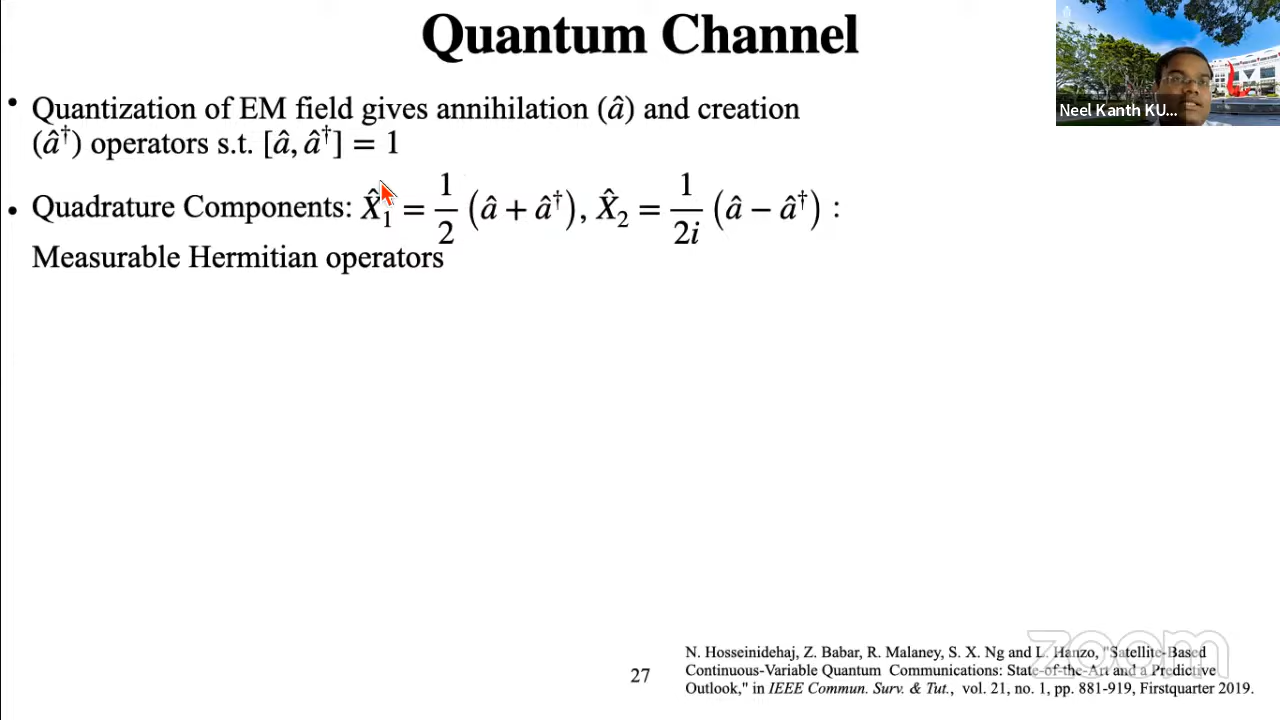 Quantum Channel
Neel Kanth KU...
• Quantization of EM field gives annihilation (â) and creation
(â†) operators s.t. [â, â†] = 1
• Quadrature Components: X̂₁ = 1/2 (â + â†), X̂₂ = 1/2i (â − â†) :
Measurable Hermitian operators
zoom
N. Hosseinidehaj, Z. Babar, R. Malaney, S. X. Ng and L. Hanzo, "Satellite-Based
Continuous-Variable Quantum Communications: State-of-the-Art and a Predictive
Outlook," in IEEE Commun. Surv. & Tut., vol. 21, no. 1, pp. 881-919, Firstquarter 2019.
27